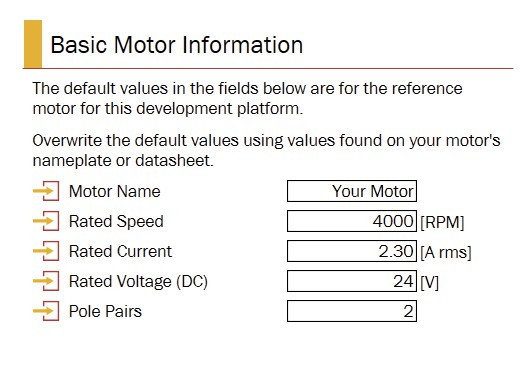 Basic Motor Information
The default values in the fields below are for the reference
motor for this development platform.
Overwrite the default values using values found on your motor's
nameplate or datasheet.
Motor Name Your Motor
Rated Speed 4000 [RPM]
Rated Current 2.30 [A rms]
Rated Voltage (DC) 24 [V]
Pole Pairs 2